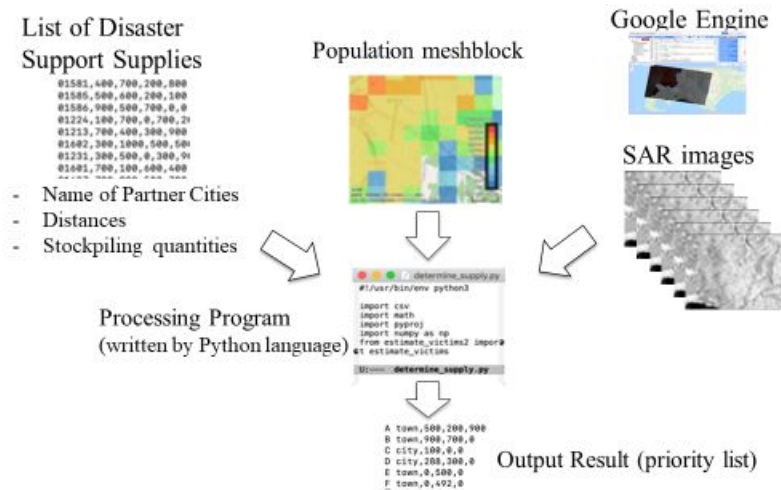 List of Disaster
Support Supplies
01581,400,700,200,800
01585,500,600,200,100
01586,900,500,700,0,0
01224,100,700,0,700,20
01213,700,400,300,900
01602,300,1000,500,500
01231,300,500,0,300,90
01601,700,100,600,400
- Name of Partner Cities
- Distances
- Stockpiling quantities
Population meshblock
Google Engine
SAR images
Processing Program
(written by Python language)
determine_supply.py
#!/usr/bin/env python3
import csv
import math
import pyproj
import numpy as np
from estimate_victims2 impor
t estimate_victims
U:--- determine_supply.py
A town,500,200,900
B town,900,700,0
C city,100,0,0
D city,288,300,0
E town,0,500,0
F town,0,492,0
Output Result (priority list)